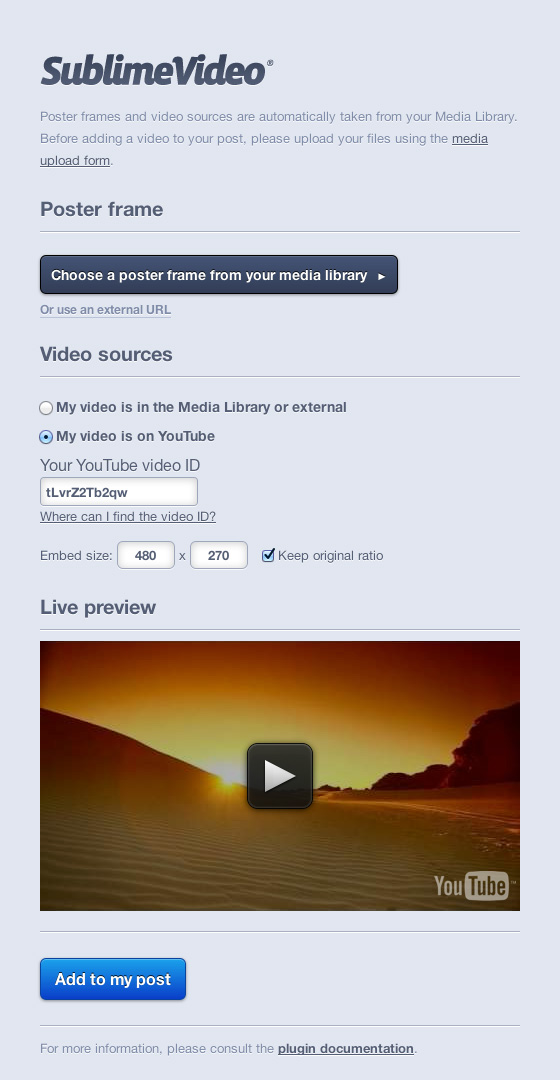 SublimeVideo®
Poster frames and video sources are automatically taken from your Media Library.
Before adding a video to your post, please upload your files using the media
upload form.
Poster frame
Choose a poster frame from your media library ►
Or use an external URL
Video sources
My video is in the Media Library or external
My video is on YouTube
Your YouTube video ID
tLvrZ2Tb2qw
Where can I find the video ID?
Embed size: 480 x 270 Keep original ratio
Live preview
YouTube™
Add to my post
For more information, please consult the plugin documentation.